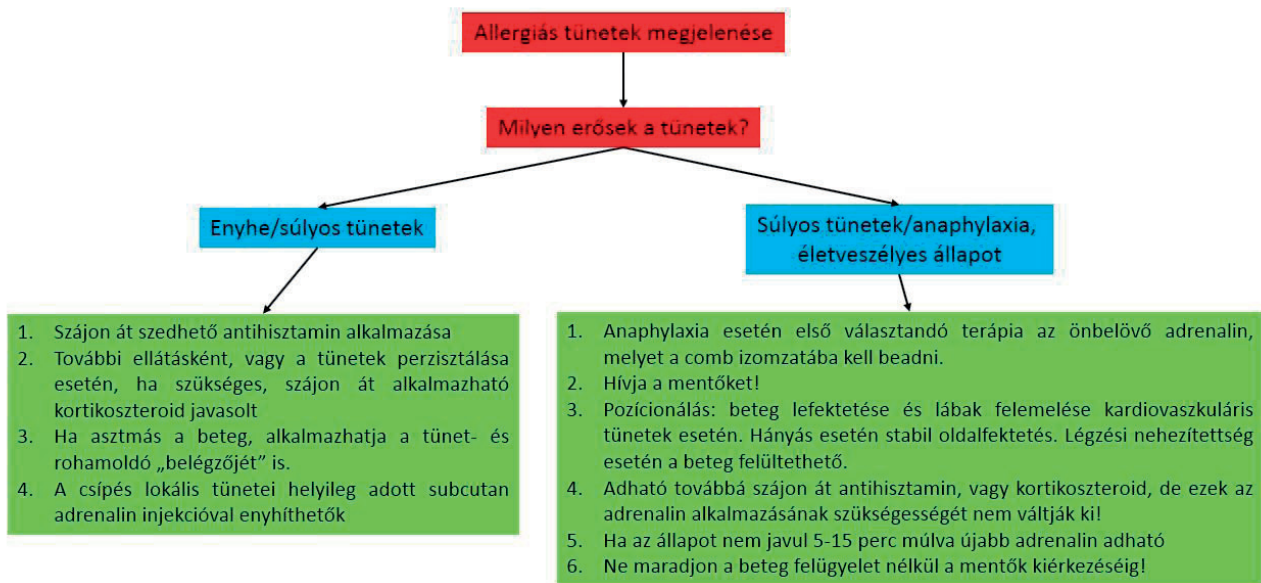 Allergiás tünetek megjelenése
Milyen erősek a tünetek?
Enyhe/súlyos tünetek
Súlyos tünetek/anaphylaxia,
életveszélyes állapot
1. Szájon át szedhető antihisztamin alkalmazása
2. További ellátásként, vagy a tünetek perzisztálása
esetén, ha szükséges, szájon át alkalmazható
kortikoszteroid javasolt
3. Ha asztmás a beteg, alkalmazhatja a tünet- és
rohamoldó „belégzőjét” is.
4. A csípés lokális tünetei helyileg adott subcutan
adrenalin injekcióval enyhíthetők
1. Anaphylaxia esetén első választandó terápia az önbelövő adrenalin,
melyet a comb izomzatába kell beadni.
2. Hívja a mentőket!
3. Pozícionálás: beteg lefektetése és lábak felemelése kardiovaszkuláris
tünetek esetén. Hányás esetén stabil oldalfektetés. Légzési nehezítettség
esetén a beteg felültethető.
4. Adható továbbá szájon át antihisztamin, vagy kortikoszteroid, de ezek az
adrenalin alkalmazásának szükségességét nem váltják ki!
5. Ha az állapot nem javul 5-15 perc múlva újabb adrenalin adható
6. Ne maradjon a beteg felügyelet nélkül a mentők kiérkezéséig!